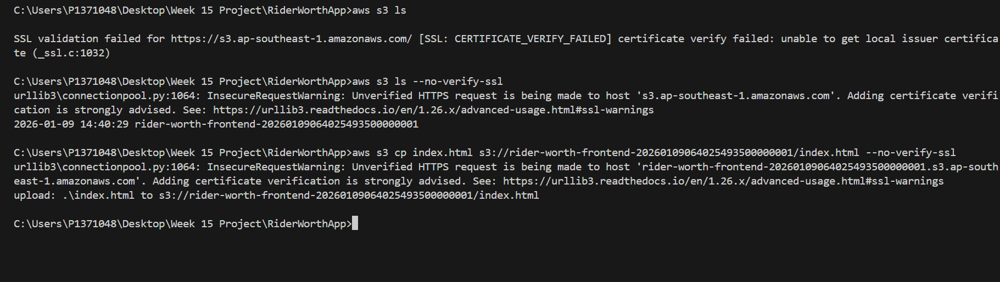 C:\Users\P1371048\Desktop\Week 15 Project\RiderWorthApp>aws s3 ls
SSL validation failed for https://s3.ap-southeast-1.amazonaws.com/ [SSL: CERTIFICATE_VERIFY_FAILED] certificate verify failed: unable to get local issuer certifica
te (_ssl.c:1032)
C:\Users\P1371048\Desktop\Week 15 Project\RiderWorthApp>aws s3 ls --no-verify-ssl
urllib3\connectionpool.py:1064: InsecureRequestWarning: Unverified HTTPS request is being made to host 's3.ap-southeast-1.amazonaws.com'. Adding certificate verifi
cation is strongly advised. See: https://urllib3.readthedocs.io/en/1.26.x/advanced-usage.html#ssl-warnings
2026-01-09 14:40:29 rider-worth-frontend-20260109064025493500000001
C:\Users\P1371048\Desktop\Week 15 Project\RiderWorthApp>aws s3 cp index.html s3://rider-worth-frontend-20260109064025493500000001/index.html --no-verify-ssl
urllib3\connectionpool.py:1064: InsecureRequestWarning: Unverified HTTPS request is being made to host 'rider-worth-frontend-20260109064025493500000001.s3.ap-south
east-1.amazonaws.com'. Adding certificate verification is strongly advised. See: https://urllib3.readthedocs.io/en/1.26.x/advanced-usage.html#ssl-warnings
upload: .\index.html to s3://rider-worth-frontend-20260109064025493500000001/index.html
C:\Users\P1371048\Desktop\Week 15 Project\RiderWorthApp>